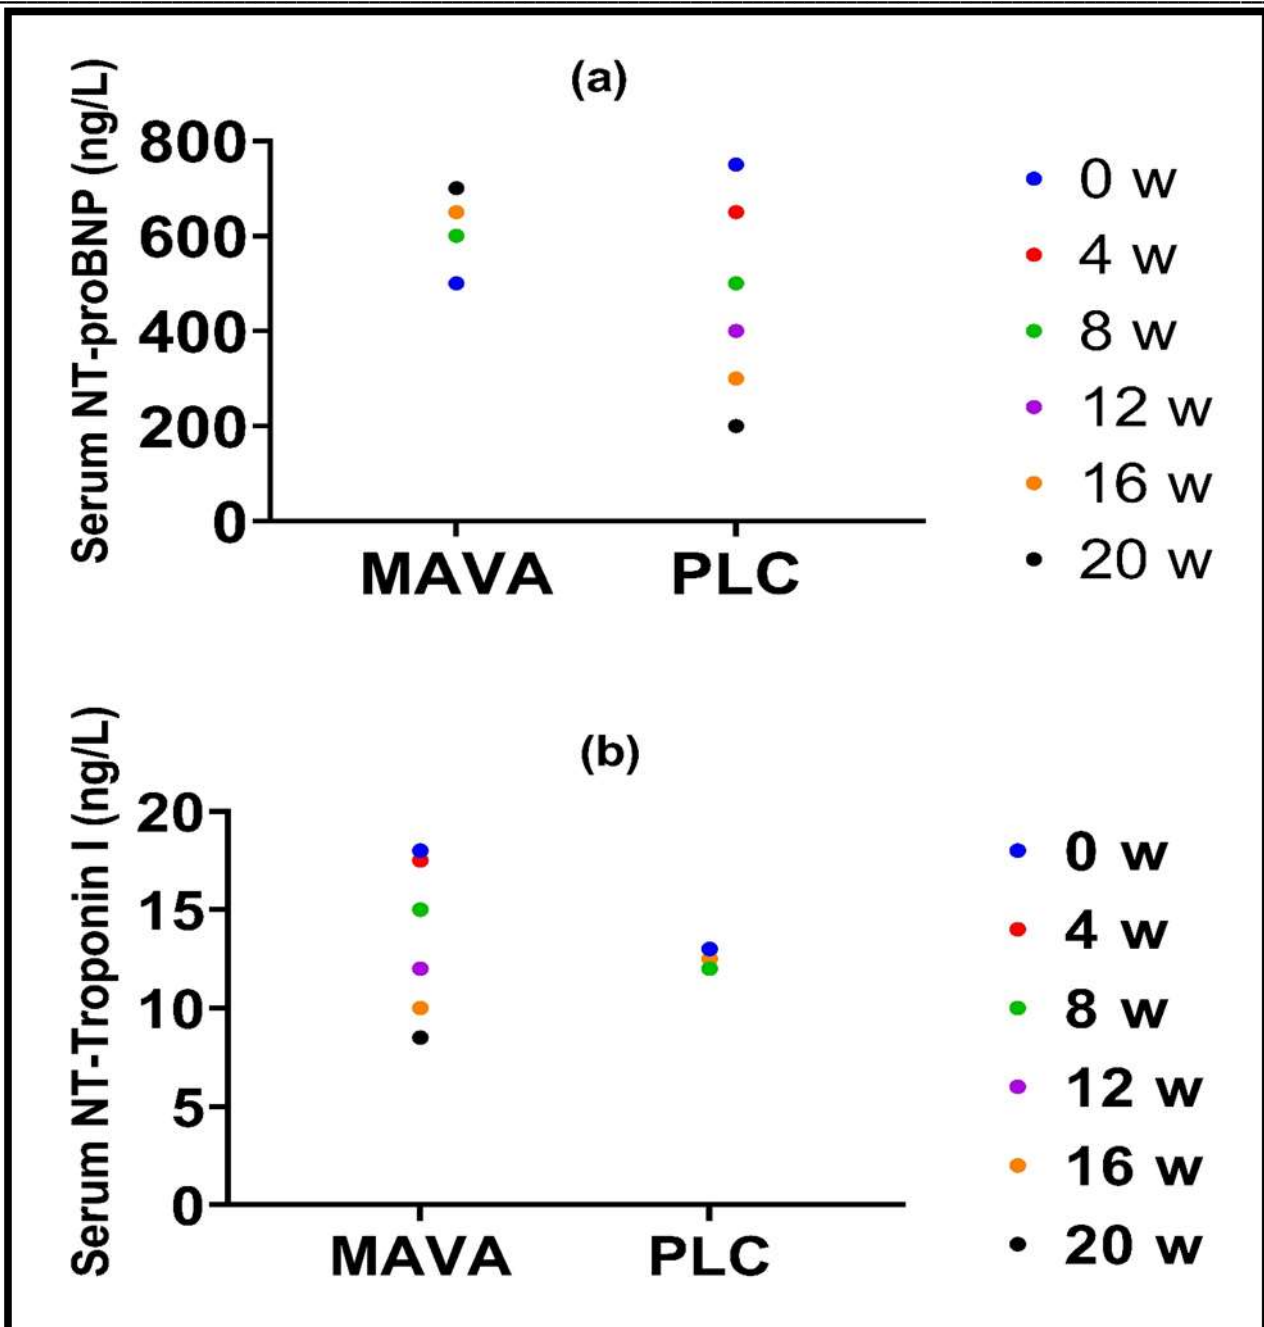 (a)
Serum NT-proBNP (ng/L)
800
600
400
200
0
MAVA PLC
0 w
4 w
8 w
12 w
16 w
20 w
(b)
Serum NT-Troponin I (ng/L)
20
15
10
5
0
MAVA PLC
0 w
4 w
8 w
12 w
16 w
20 w